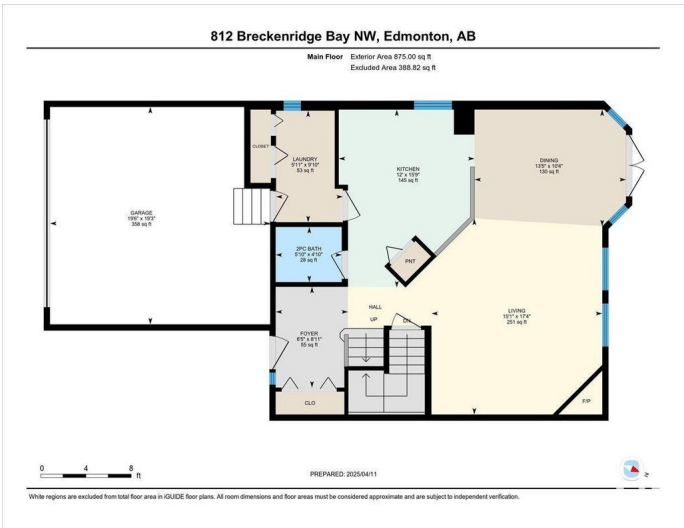 812 Breckenridge Bay NW, Edmonton, AB
Main Floor Exterior Area 875.00 sq ft
Excluded Area 388.82 sq ft
CLOSET
LAUNDRY
5'11" x 9'10"
53 sq ft
KITCHEN
12' x 15'9"
145 sq ft
DINING
13'5" x 10'4"
130 sq ft
GARAGE
19'6" x 19'3"
358 sq ft
2PC BATH
5'10" x 4'10"
28 sq ft
PNT
HALL
UP
DN
LIVING
15'1" x 17'4"
251 sq ft
FOYER
6'5" x 8'11"
55 sq ft
CLO
F/P
0 4 8
ft
PREPARED: 2025/04/11
N
White regions are excluded from total floor area in iGUIDE floor plans. All room dimensions and floor areas must be considered approximate and are subject to independent verification.